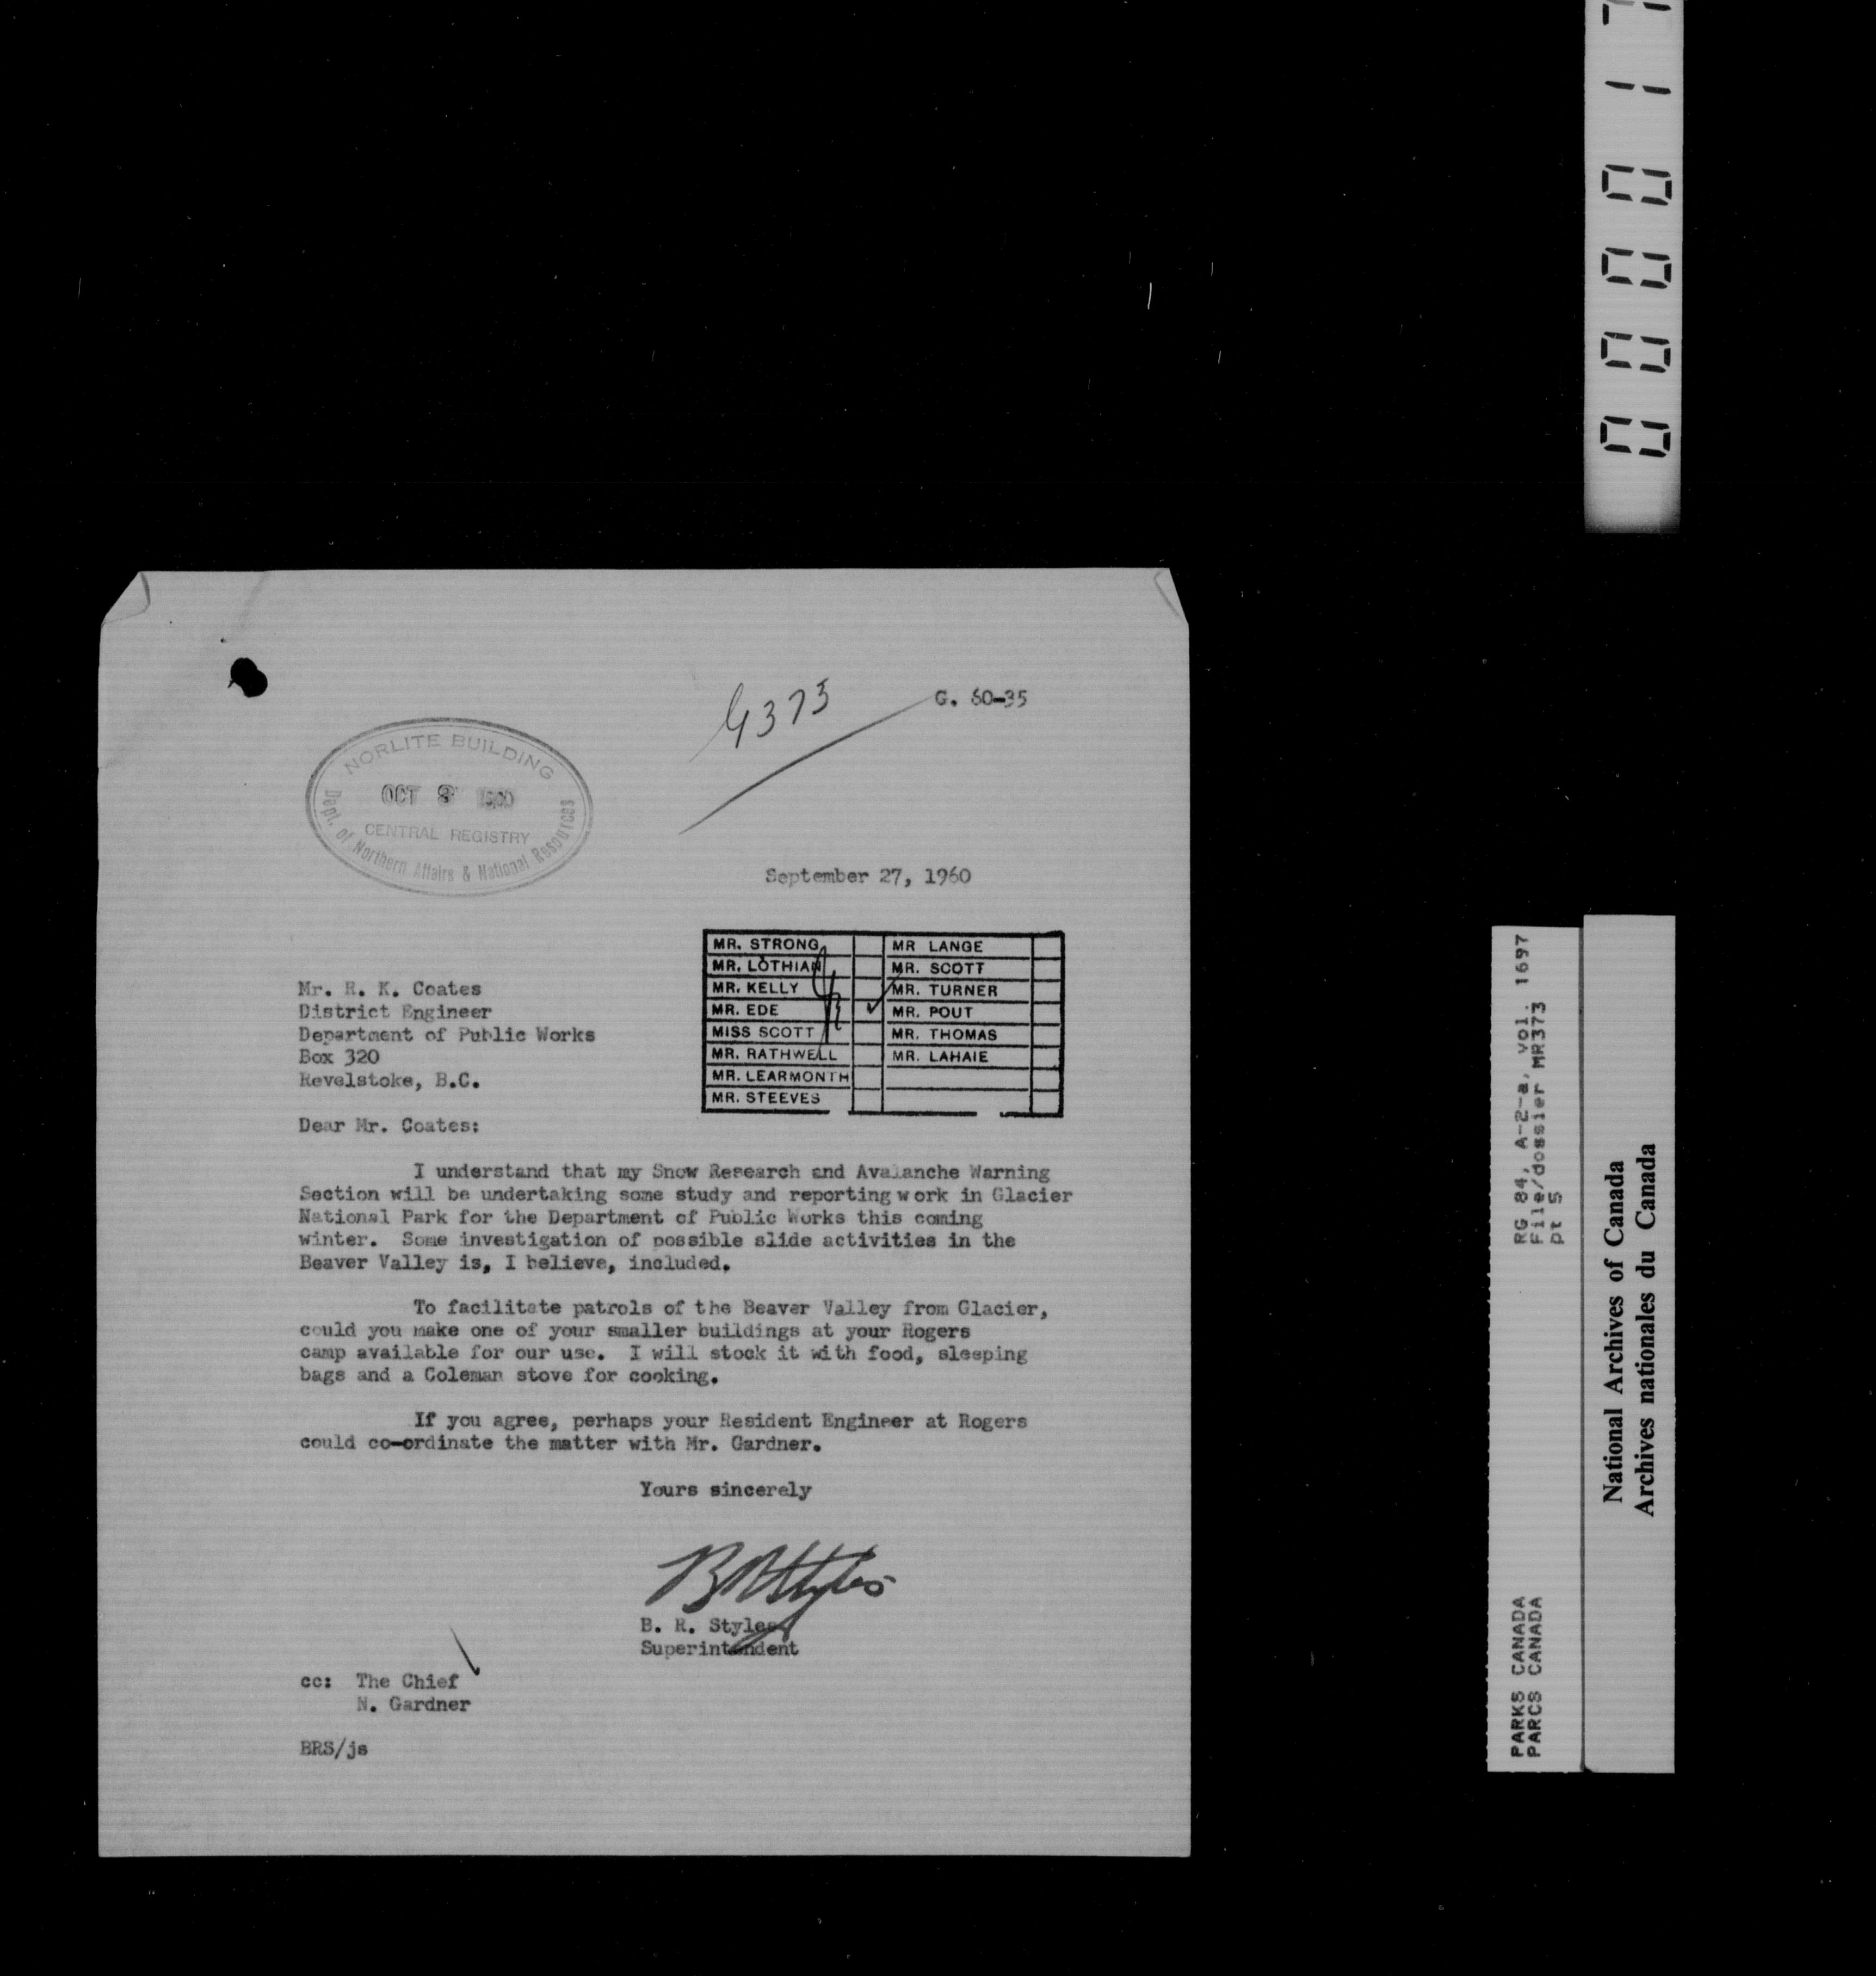 G373
G. 60-35
NORLITE BUILDING
OCT 3 1960
CENTRAL REGISTRY
Dept. of Northern Affairs & National Resources
September 27, 1960
MR. STRONG MR LANGE
MR. LOTHIAN MR. SCOTT
MR. KELLY MR. TURNER
MR. EDE MR. POUT
MISS SCOTT MR. THOMAS
MR. RATHWELL MR. LAHAIE
MR. LEARMONTH
MR. STEEVES
Mr. R. K. Coates
District Engineer
Department of Public Works
Box 320
Revelstoke, B.C.
Dear Mr. Coates:
I understand that my Snow Research and Avalanche Warning
Section will be undertaking some study and reporting work in Glacier
National Park for the Department of Public Works this coming
winter. Some investigation of possible slide activities in the
Beaver Valley is, I believe, included.
To facilitate patrols of the Beaver Valley from Glacier,
could you make one of your smaller buildings at your Rogers
camp available for our use. I will stock it with food, sleeping
bags and a Coleman stove for cooking.
If you agree, perhaps your Resident Engineer at Rogers
could co-ordinate the matter with Mr. Gardner.
Yours sincerely
BRStyles
B. R. Styles
Superintendent
cc: The Chief
N. Gardner
BRS/js
PARKS CANADA
PARCS CANADA
RG 84, A-2-a, vol. 1697
File/dossier MR373
pt 5
National Archives of Canada
Archives nationales du Canada